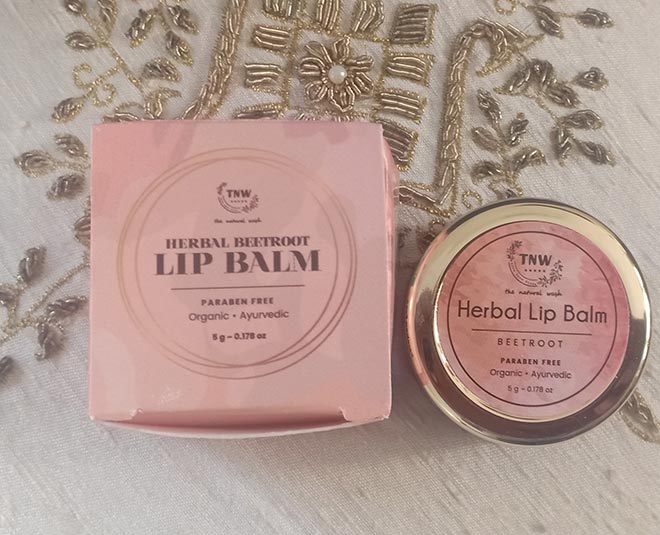 TNW
the natural wash
HERBAL BEETROOT
LIP BALM
PARABEN FREE
Organic • Ayurvedic
5 g – 0.178 oz
TNW
the natural wash
Herbal Lip Balm
BEETROOT
PARABEN FREE
Organic • Ayurvedic
5 g – 0.178 oz